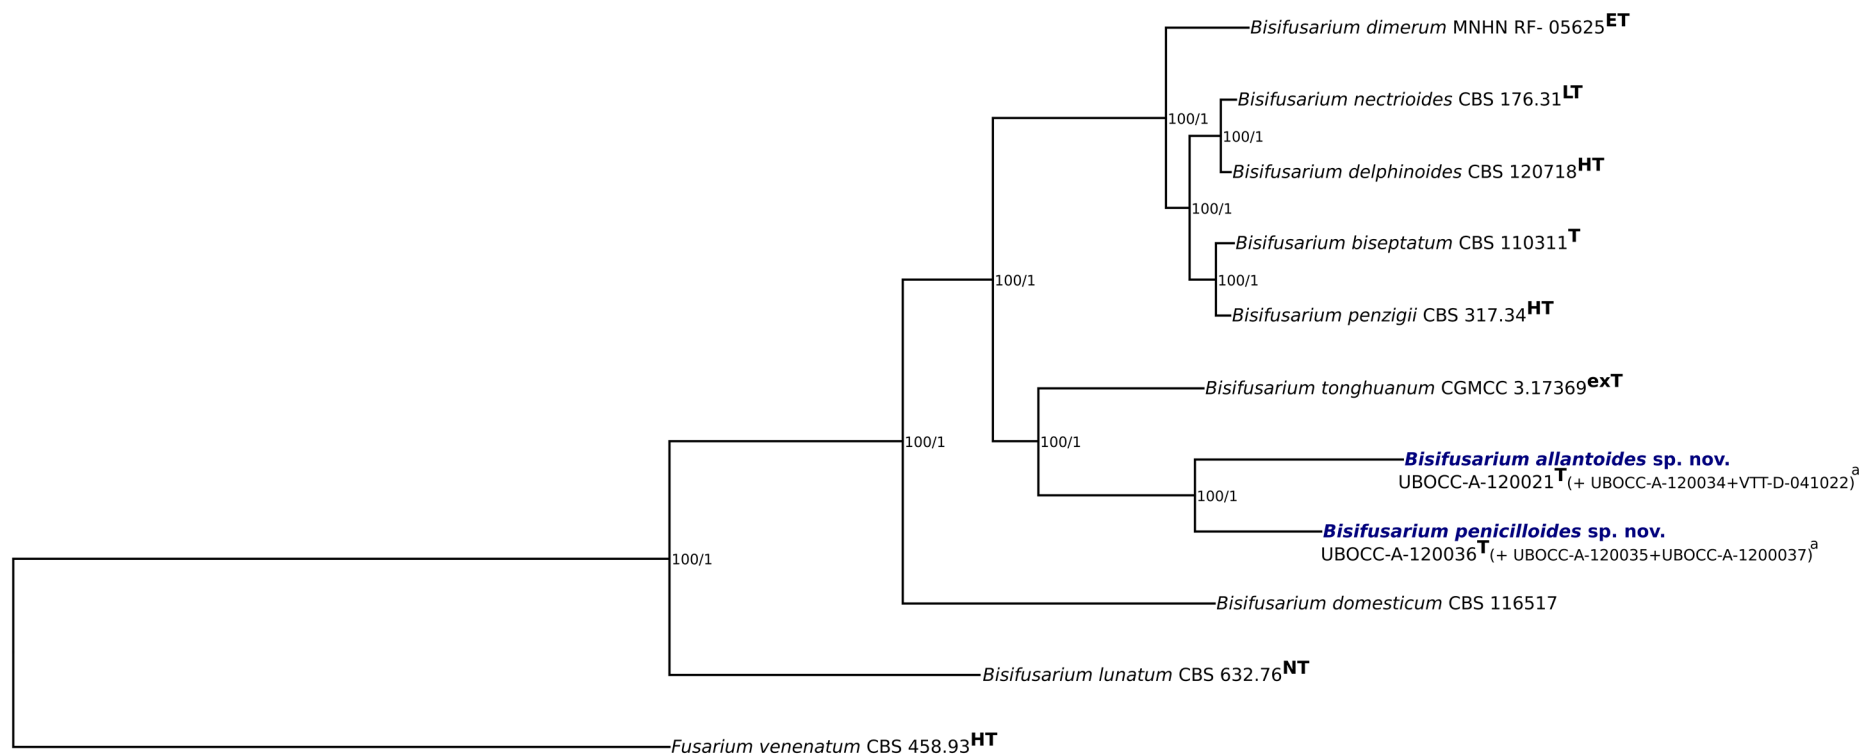 Bisifusarium dimerum MNHN RF- 05625ET
Bisifusarium nectrioides CBS 176.31LT
100/1
100/1
Bisifusarium delphinoides CBS 120718HT
100/1
Bisifusarium biseptatum CBS 110311T
100/1
100/1
Bisifusarium penzigii CBS 317.34HT
Bisifusarium tonghuanum CGMCC 3.17369exT
100/1
100/1
Bisifusarium allantoides sp. nov.
UBOCC-A-120021T(+ UBOCC-A-120034+VTT-D-041022)a
100/1
Bisifusarium penicilloides sp. nov.
UBOCC-A-120036T(+ UBOCC-A-120035+UBOCC-A-1200037)a
100/1
Bisifusarium domesticum CBS 116517
Bisifusarium lunatum CBS 632.76NT
Fusarium venenatum CBS 458.93HT